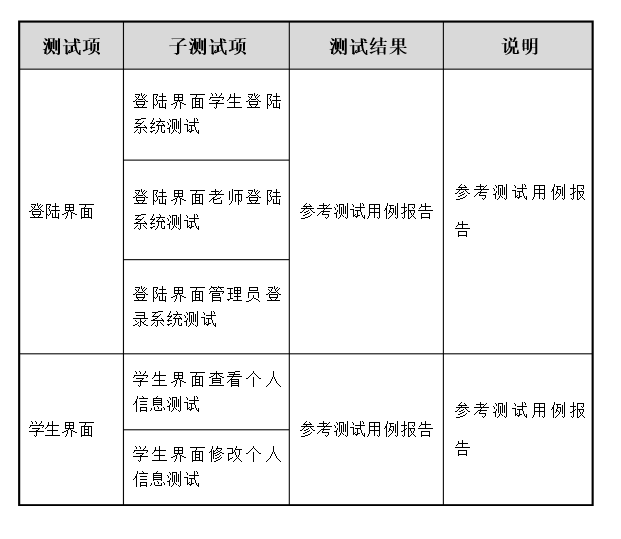 测试项 子测试项 测试结果 说明
登陆界面学生登陆
系统测试
登陆界面老师登陆
系统测试
登陆界面管理员登
录系统测试
登陆界面
参考测试用例报告
参考测试用例报
告
学生界面查看个人
信息测试
学生界面修改个人
信息测试
学生界面
参考测试用例报告
参考测试用例报
告